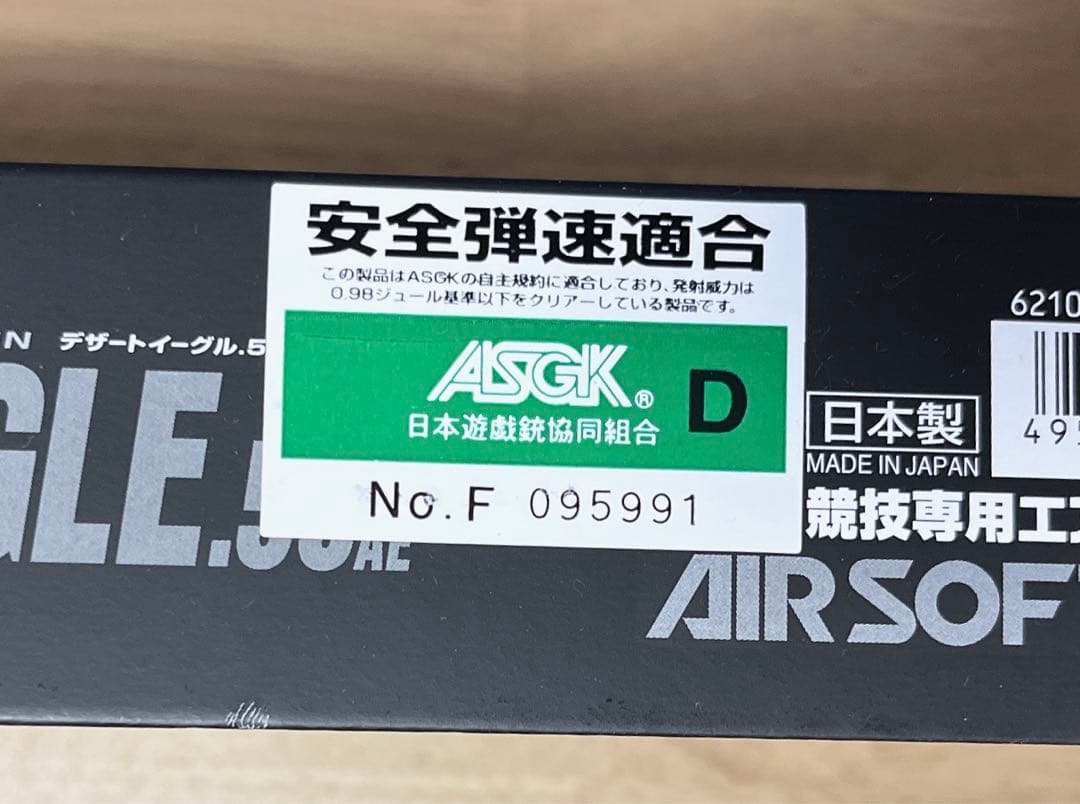 安全弾速適合
この製品はASGKの自主規約に適合しており、発射威力は
0.98ジュール基準以下をクリアーしている製品です。
ASGK® D
日本遊戯銃協同組合
No. F 095991
デザートイーグル.5
GLE.50AE
6210
495
日本製
MADE IN JAPAN
競技専用エ
AIR SOF